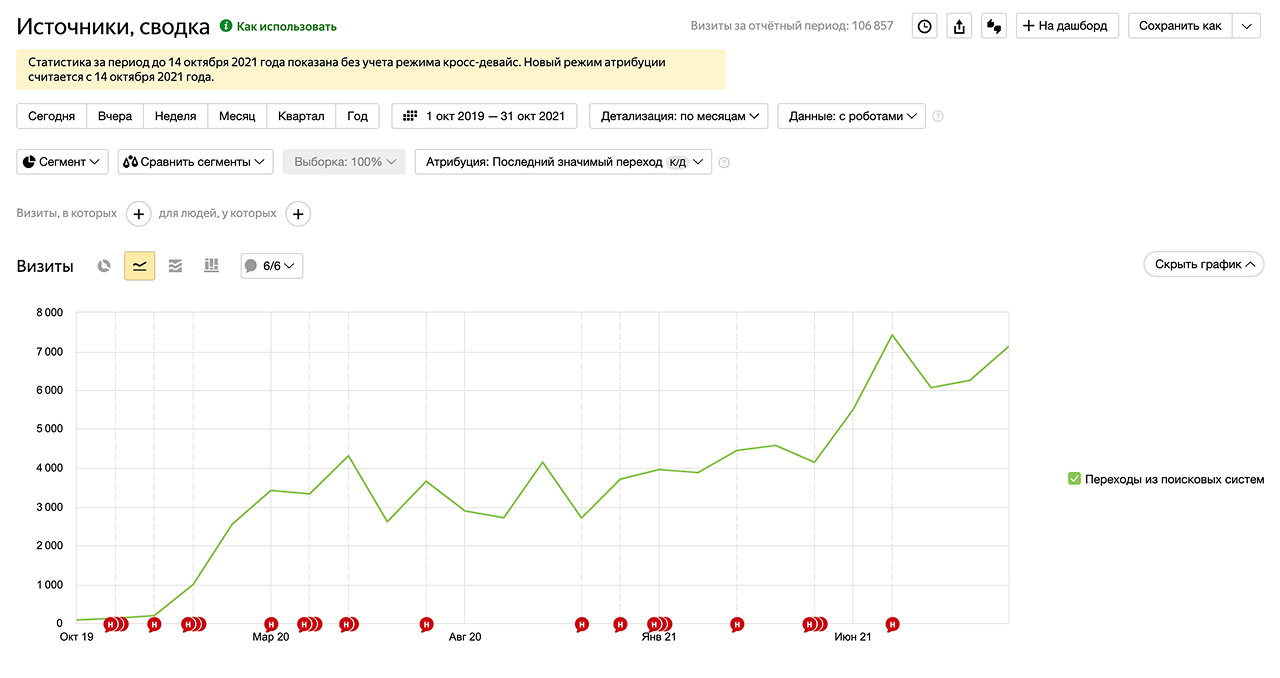 Источники, сводка
Как использовать
Визиты за отчётный период: 106 857
На дашборд
Сохранить как
Статистика за период до 14 октября 2021 года показана без учета режима кросс-девайс. Новый режим атрибуции
считается с 14 октября 2021 года.
Сегодня
Вчера
Неделя
Месяц
Квартал
Год
1 окт 2019 — 31 окт 2021
Детализация: по месяцам
Данные: с роботами
?
Сегмент
Сравнить сегменты
Выборка: 100%
Атрибуция: Последний значимый переход к/д
?
Визиты, в которых + для людей, у которых +
Визиты
6/6
Скрыть график
8 000
7 000
6 000
5 000
4 000
3 000
2 000
1 000
0
Переходы из поисковых систем
Н Н Н Н Н Н Н Н Н Н Н Н Н
Окт 19
Мар 20
Авг 20
Янв 21
Июн 21